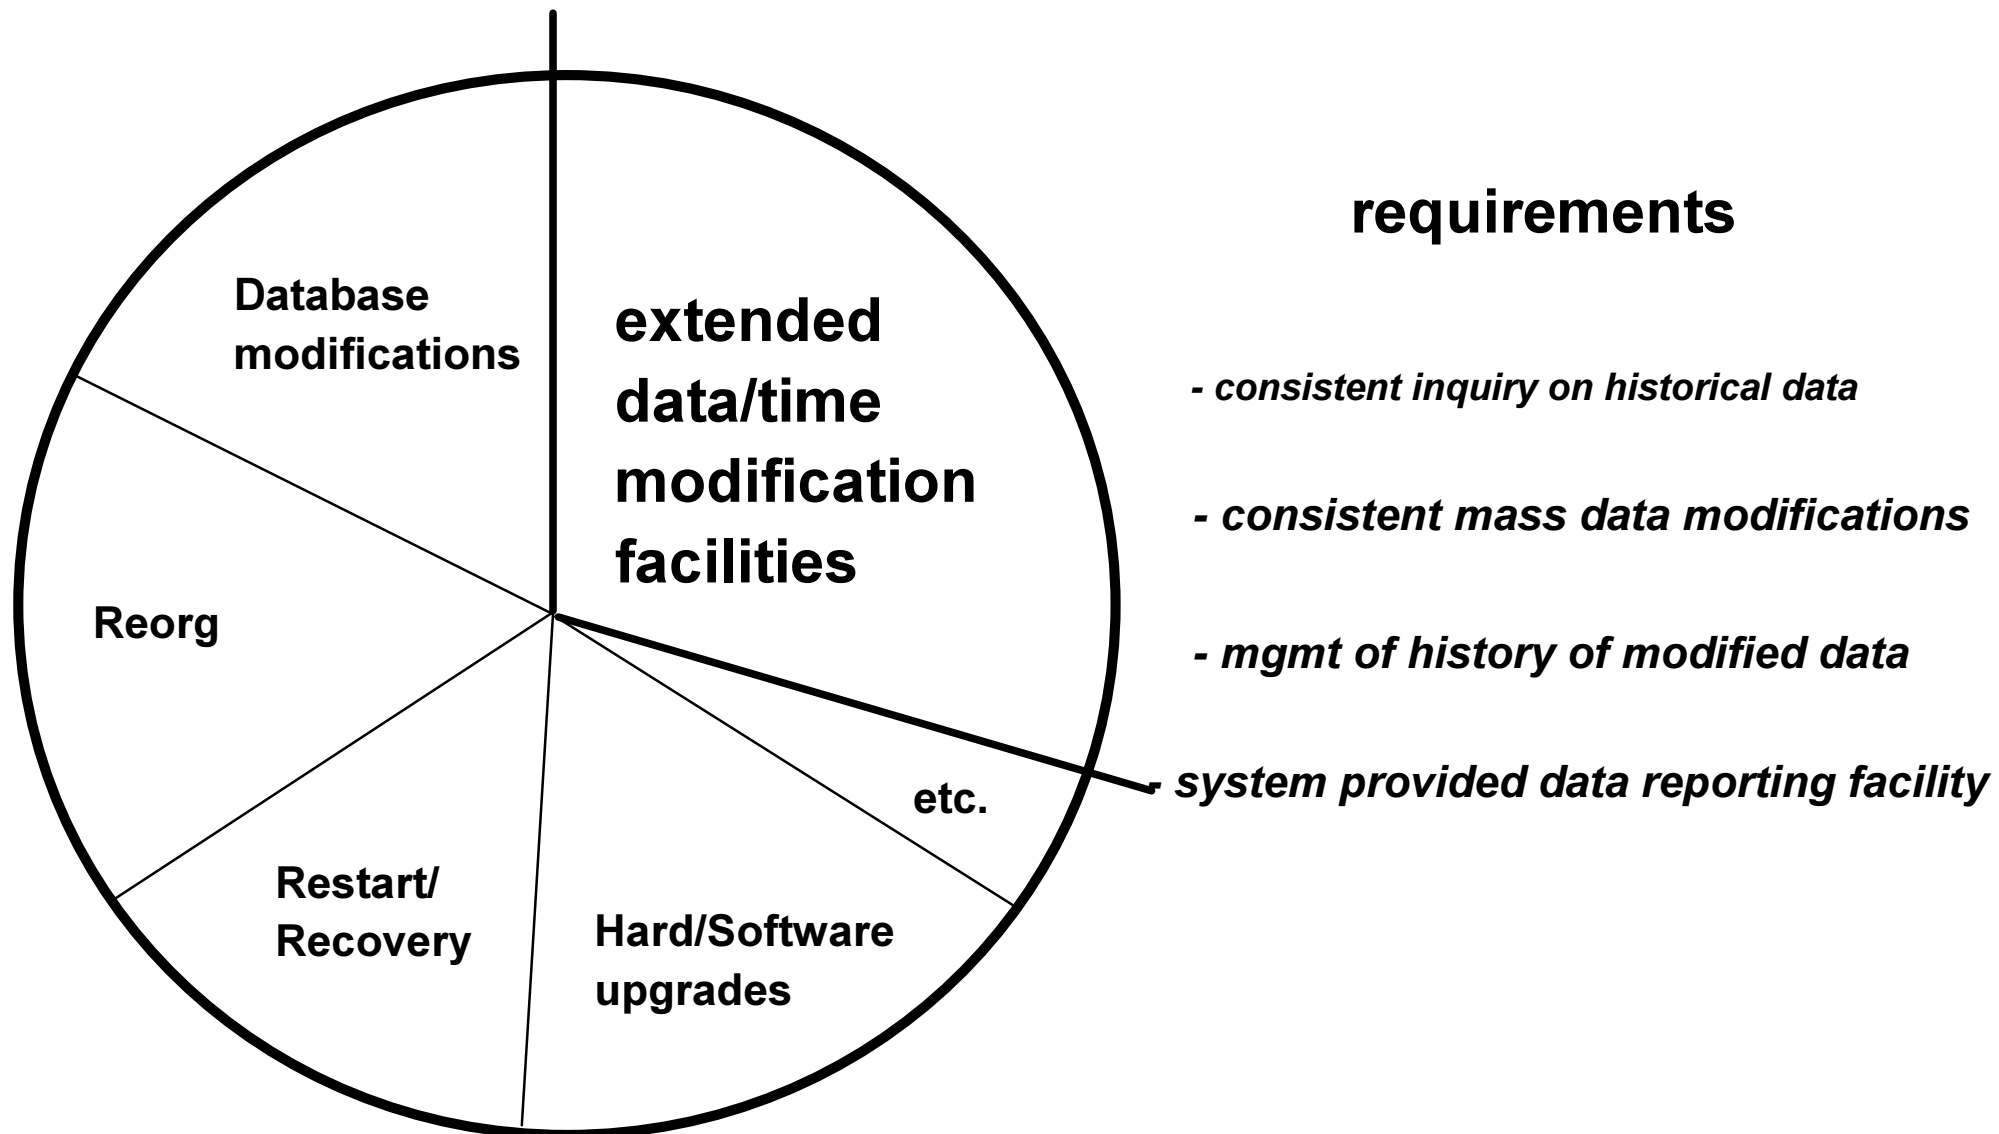 requirements
Database
modifications
extended
data/time
modification
facilities
- consistent inquiry on historical data
- consistent mass data modifications
- mgmt of history of modified data
- system provided data reporting facility
Reorg
etc.
Restart/
Recovery
Hard/Software
upgrades